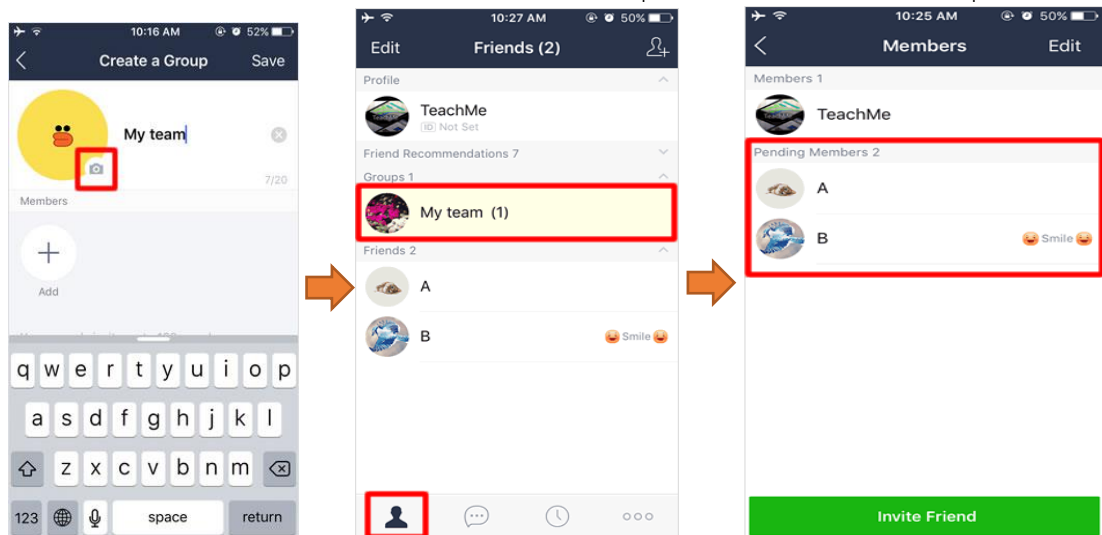 10:16 AM
52%
Create a Group
Save
My team
7/20
Members
Add
q w e r t y u i o p
a s d f g h j k l
z x c v b n m
123
space
return
10:27 AM
50%
Edit
Friends (2)
Profile
TeachMe
ID Not Set
Friend Recommendations 7
Groups 1
My team (1)
Friends 2
A
B
Smile
10:25 AM
50%
Members
Edit
Members 1
TeachMe
Pending Members 2
A
B
Smile
Invite Friend